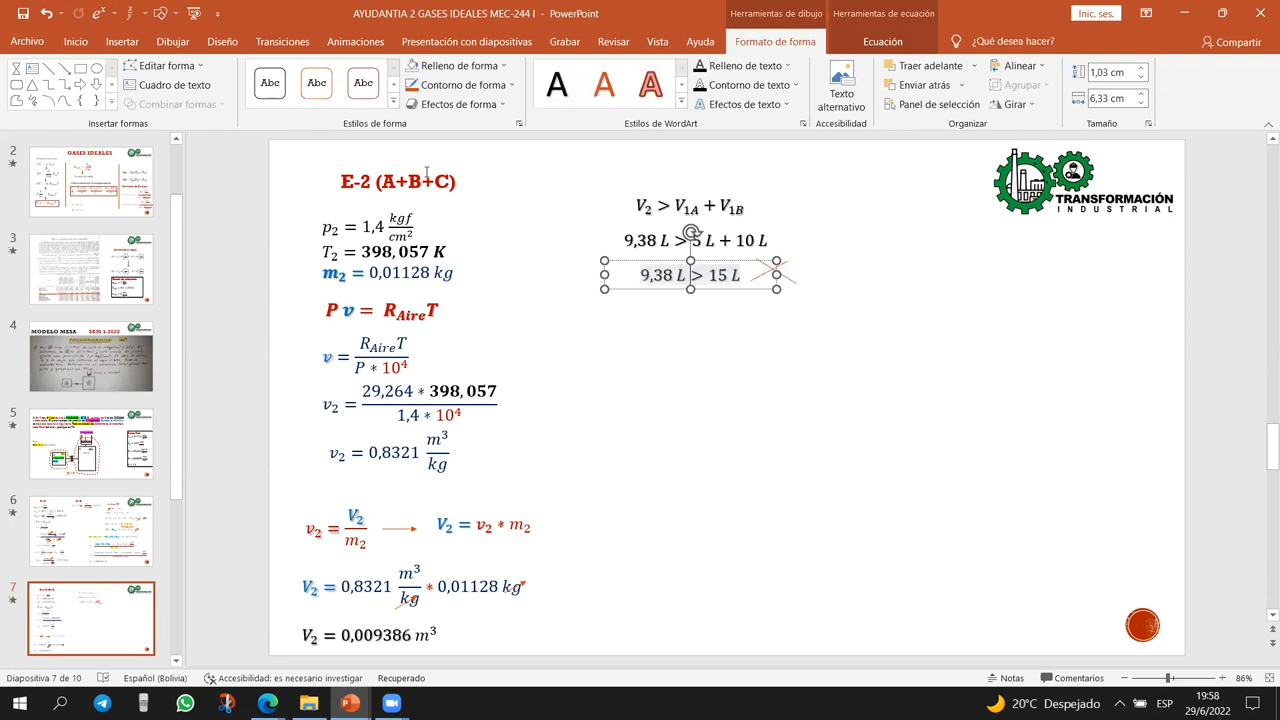 AYUDANTIA 2 GASES IDEALES MEC-244 I - PowerPoint
Herramientas de dibujo
Herramientas de ecuación
Inic. ses.
Archivo
Inicio
Insertar
Dibujar
Diseño
Transiciones
Animaciones
Presentación con diapositivas
Grabar
Revisar
Vista
Ayuda
Formato de forma
Ecuación
¿Qué desea hacer?
Compartir
Editar forma
Cuadro de texto
Combinar formas
Insertar formas
Abc
Abc
Abc
Relleno de forma
Contorno de forma
Efectos de forma
Estilos de forma
A
A
A
Relleno de texto
Contorno de texto
Efectos de texto
Estilos de WordArt
Texto
alternativo
Accesibilidad
Traer adelante
Enviar atrás
Panel de selección
Alinear
Agrupar
Girar
Organizar
1,03 cm
6,33 cm
Tamaño
2
GASES IDEALES
4
MODELO MESA
SEM 1-2020
6
7
E-2 (A+B+C)
p₂ = 1,4 kgf/cm²
T₂ = 398,057 K
m₂ = 0,01128 kg
P v = R_Aire T
v = R_Aire T / P * 10⁴
v₂ = 29,264 * 398,057 / 1,4 * 10⁴
v₂ = 0,8321 m³/kg
v₂ = V₂/m₂
V₂ = v₂ * m₂
V₂ = 0,8321 m³/kg * 0,01128 kg
V₂ = 0,009386 m³
V₂ > V₁A + V₁B
9,38 L > 5 L + 10 L
9,38 L > 15 L
TRANSFORMACIÓN
INDUSTRIAL
Diapositiva 7 de 10
Español (Bolivia)
Accesibilidad: es necesario investigar
Recuperado
Notas
Comentarios
86%
20°C Despejado
ESP
19:58
29/6/2022